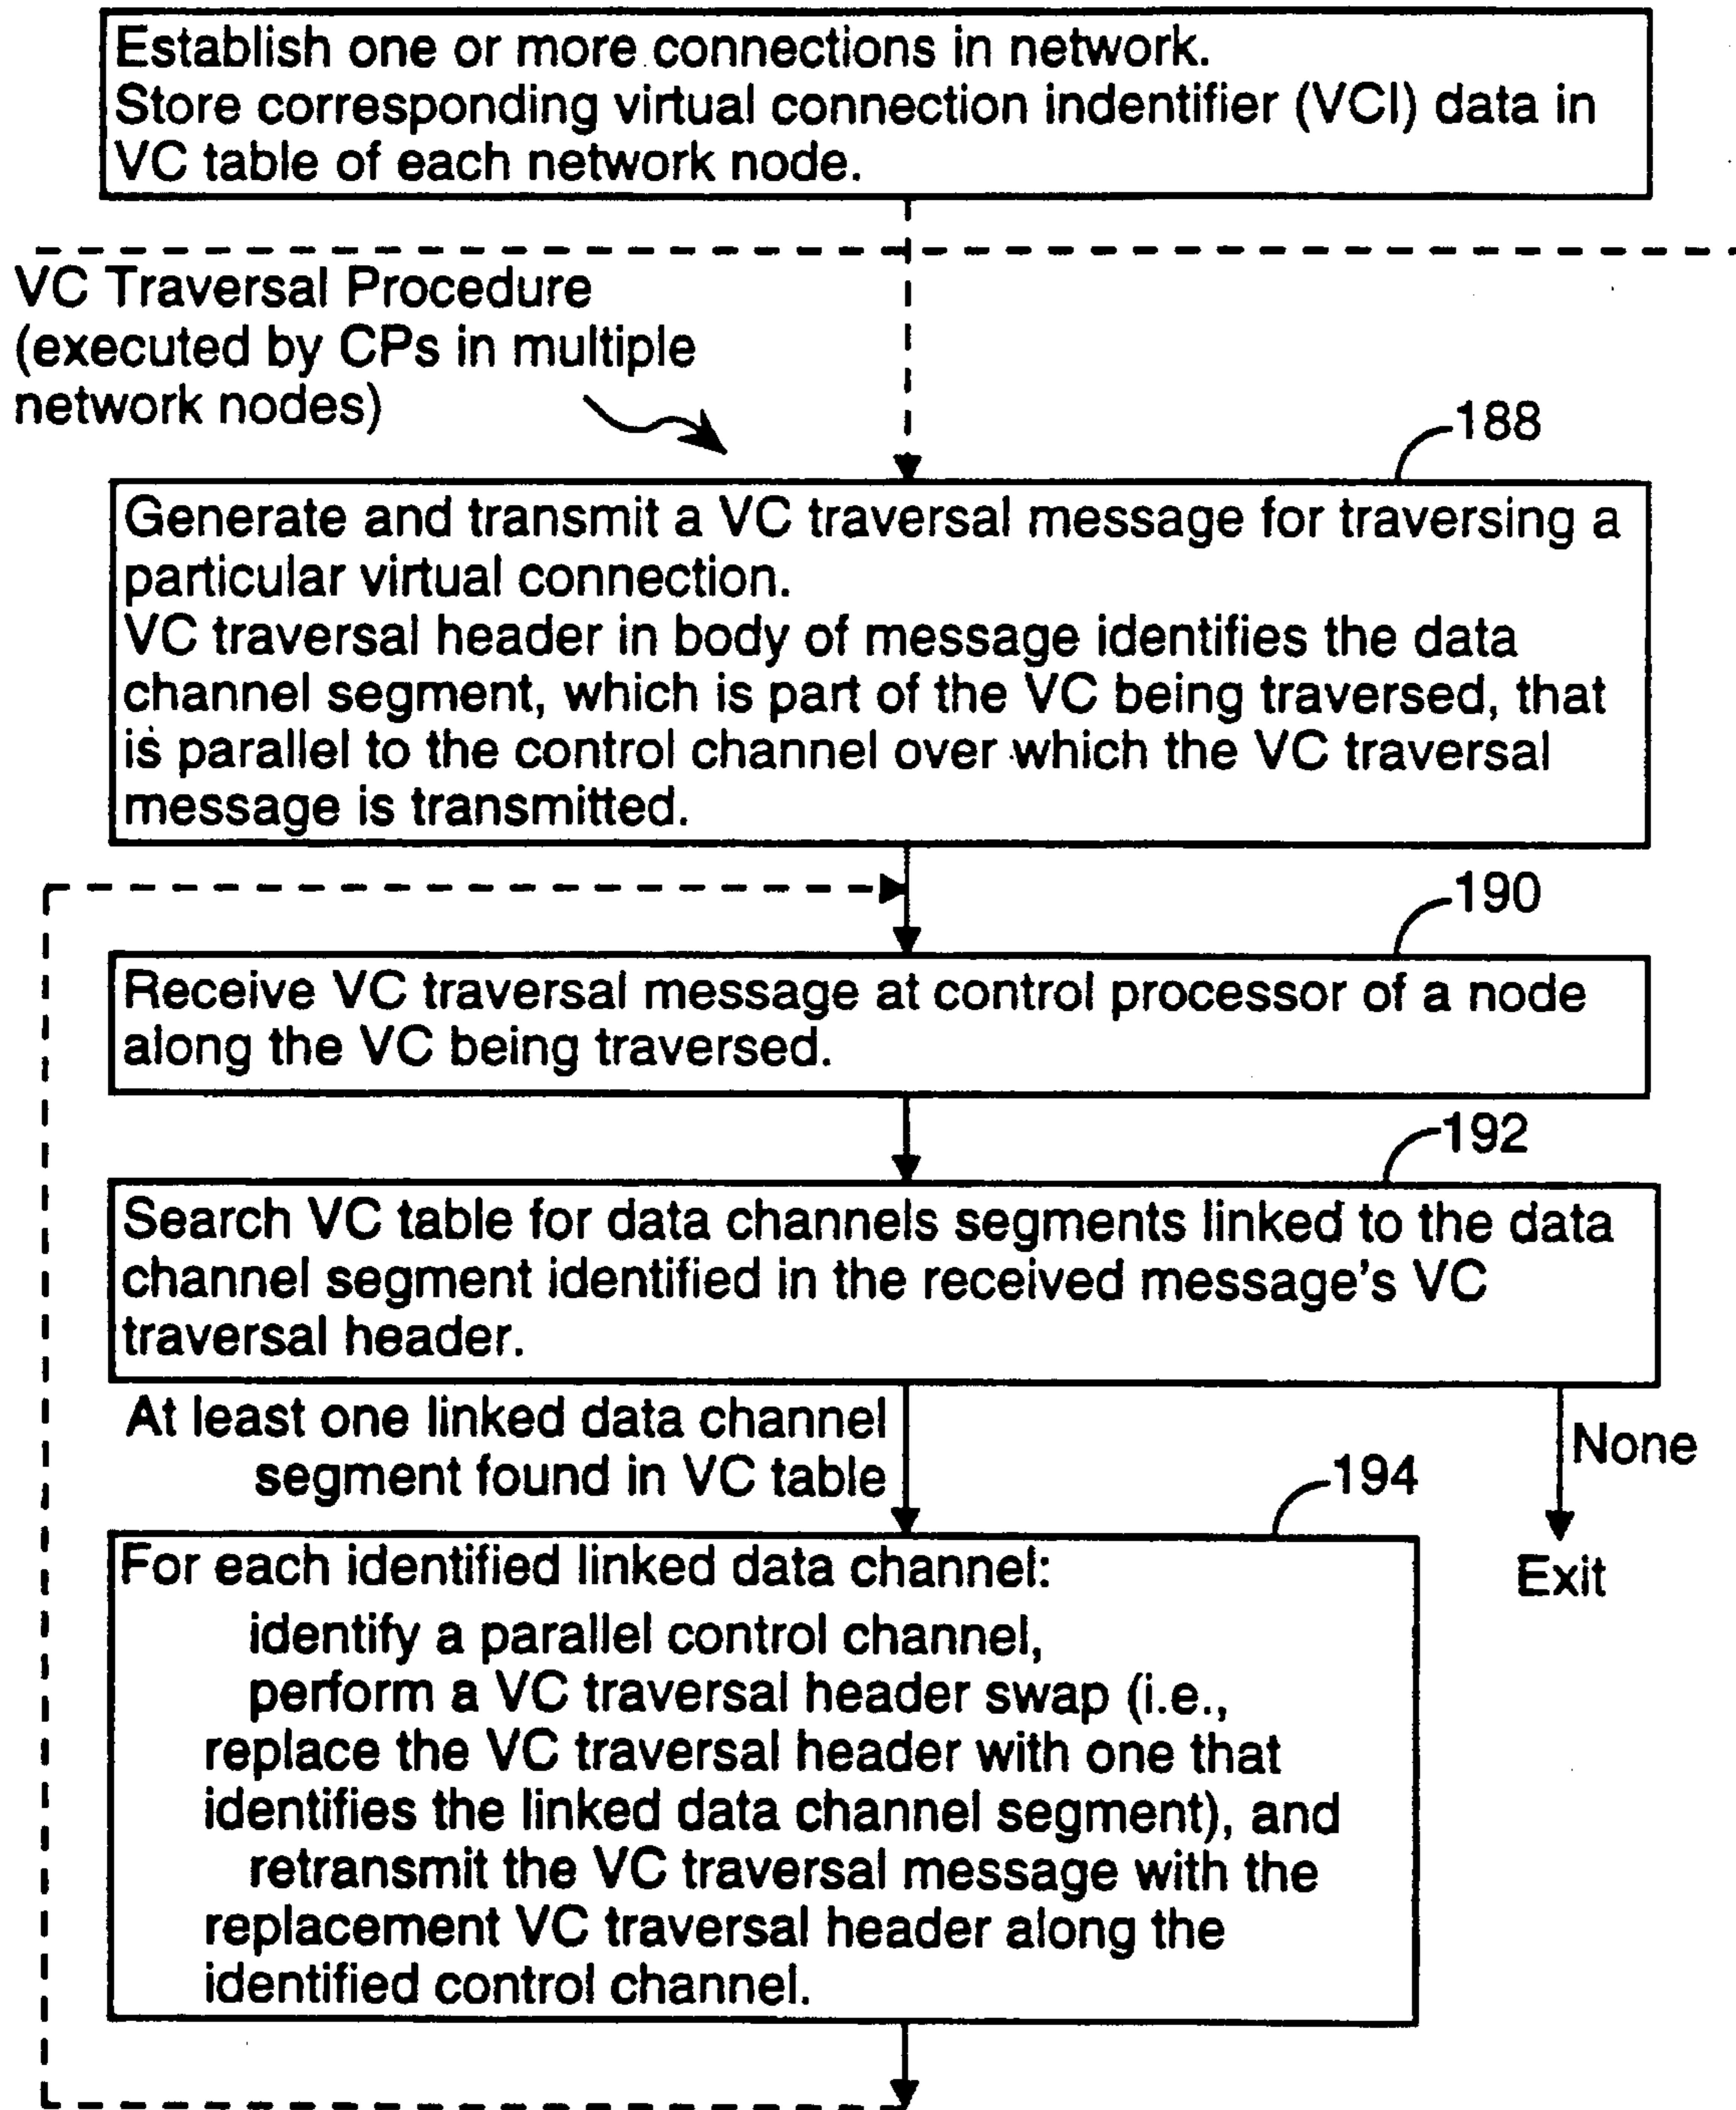 Establish one or more connections in network.
Store corresponding virtual connection indentifier (VCI) data in
VC table of each network node.
VC Traversal Procedure
(executed by CPs in multiple
network nodes)
188
Generate and transmit a VC traversal message for traversing a
particular virtual connection.
VC traversal header in body of message identifies the data
channel segment, which is part of the VC being traversed, that
is parallel to the control channel over which the VC traversal
message is transmitted.
190
Receive VC traversal message at control processor of a node
along the VC being traversed.
192
Search VC table for data channels segments linked to the data
channel segment identified in the received message's VC
traversal header.
At least one linked data channel
segment found in VC table
None
Exit
194
For each identified linked data channel:
identify a parallel control channel,
perform a VC traversal header swap (i.e.,
replace the VC traversal header with one that
identifies the linked data channel segment), and
retransmit the VC traversal message with the
replacement VC traversal header along the
identified control channel.